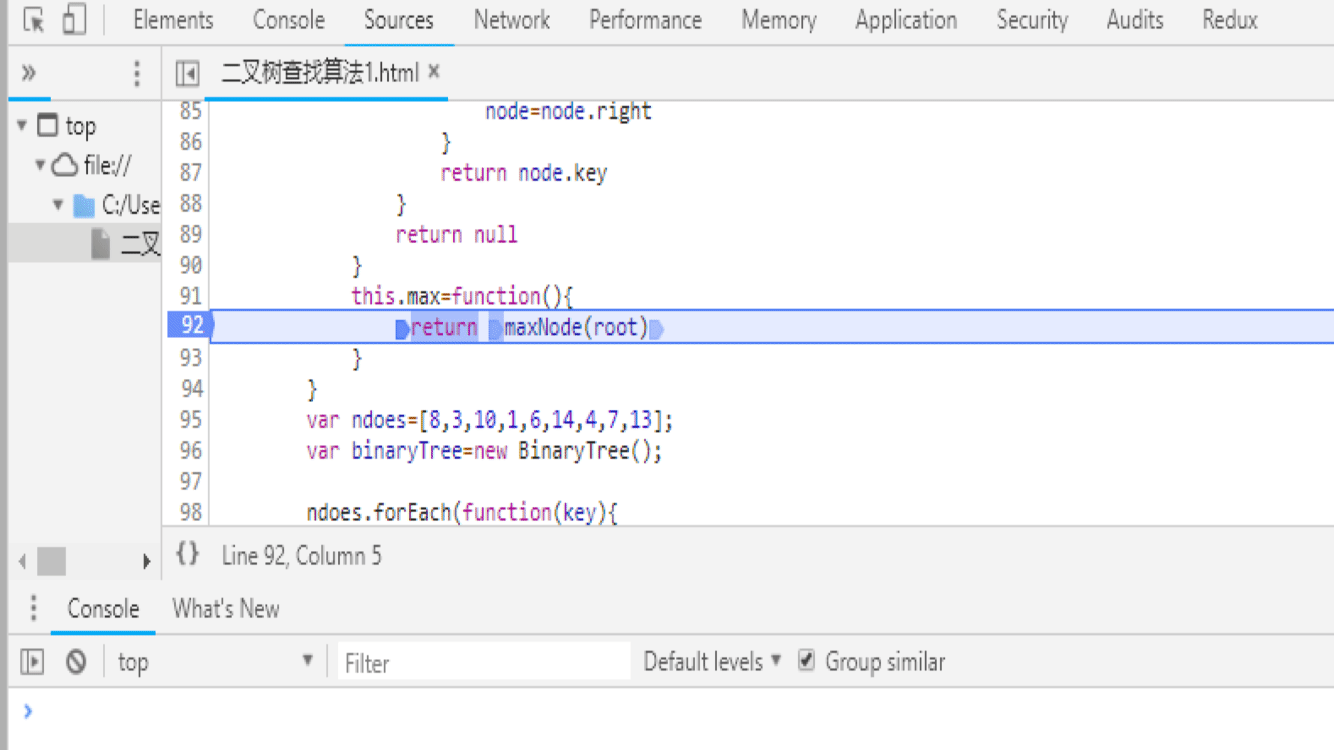 Elements Console Sources Network Performance Memory Application Security Audits Redux
二叉树查找算法1.html ×
top
file://
C:/Use
二叉
85 node=node.right
86 }
87 return node.key
88 }
89 return null
90 }
91 this.max=function(){
92 return maxNode(root)
93 }
94 }
95 var ndoes=[8,3,10,1,6,14,4,7,13];
96 var binaryTree=new BinaryTree();
97
98 ndoes.forEach(function(key){
{} Line 92, Column 5
Console What's New
top Filter Default levels Group similar